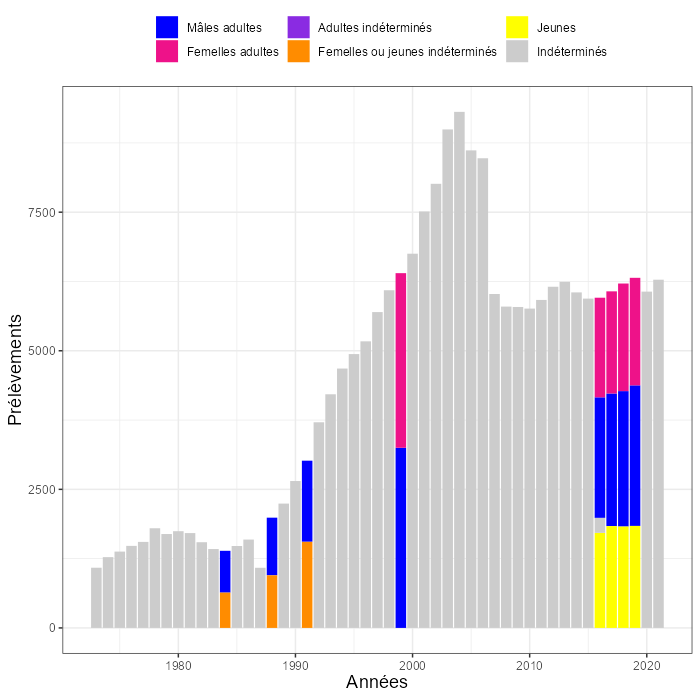 Mâles adultes
Adultes indéterminés
Jeunes
Femelles adultes
Femelles ou jeunes indéterminés
Indéterminés
Prélèvements
7500
5000
2500
0
1980 1990 2000 2010 2020
Années